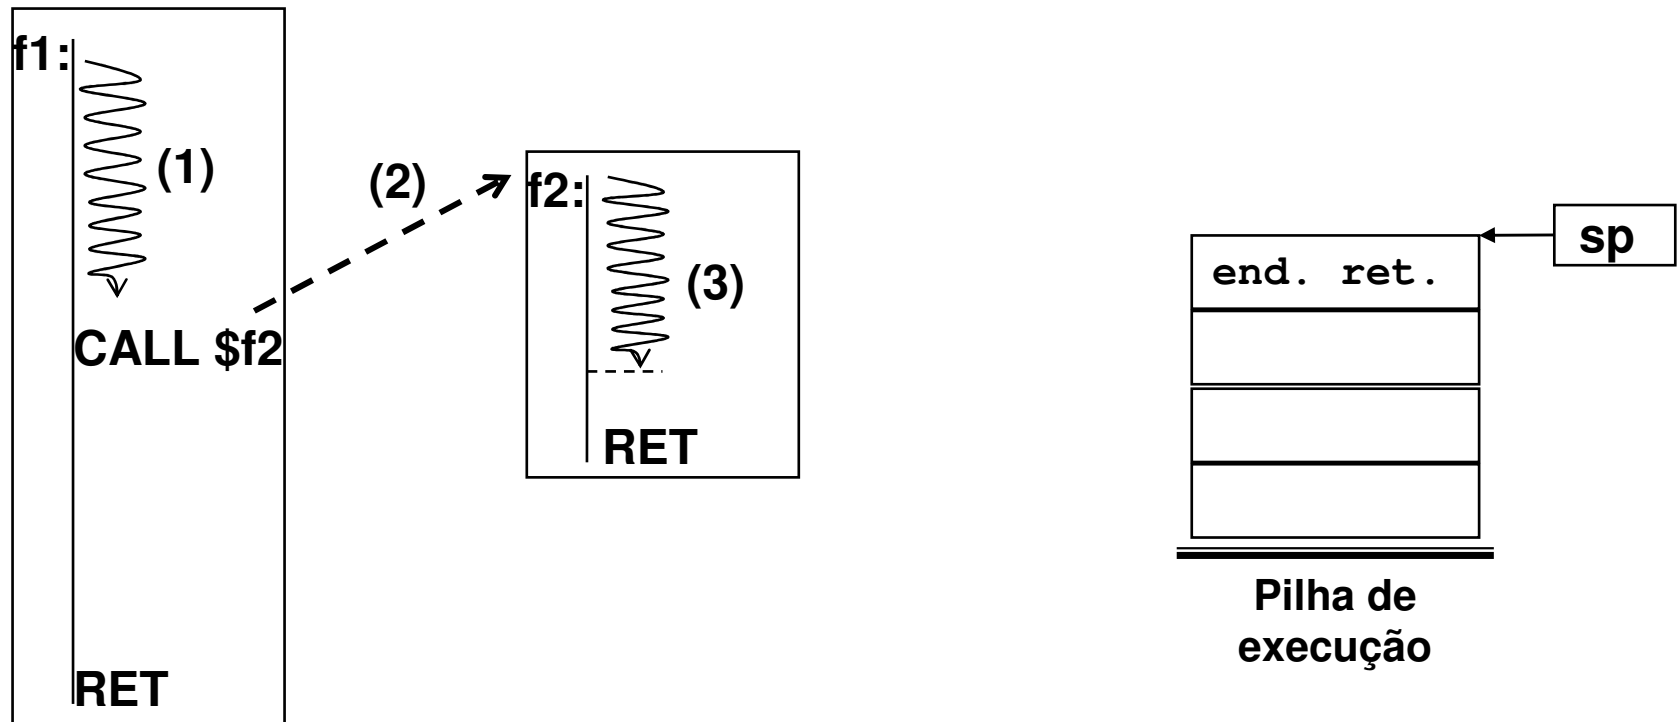 f1:
(1)
CALL $f2
RET
(2)
f2:
(3)
RET
end. ret.
sp
Pilha de
execução